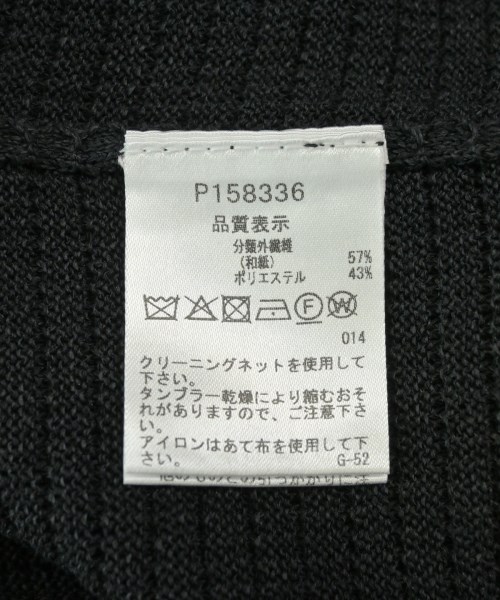 P158336
品質表示
分類外繊維
（和紙） 57%
ポリエステル 43%
F W
014
クリーニングネットを使用して
下さい。
タンブラー乾燥により縮むおそ
れがありますので、ご注意下さ
い。
アイロンはあて布を使用して下
さい。 G-52